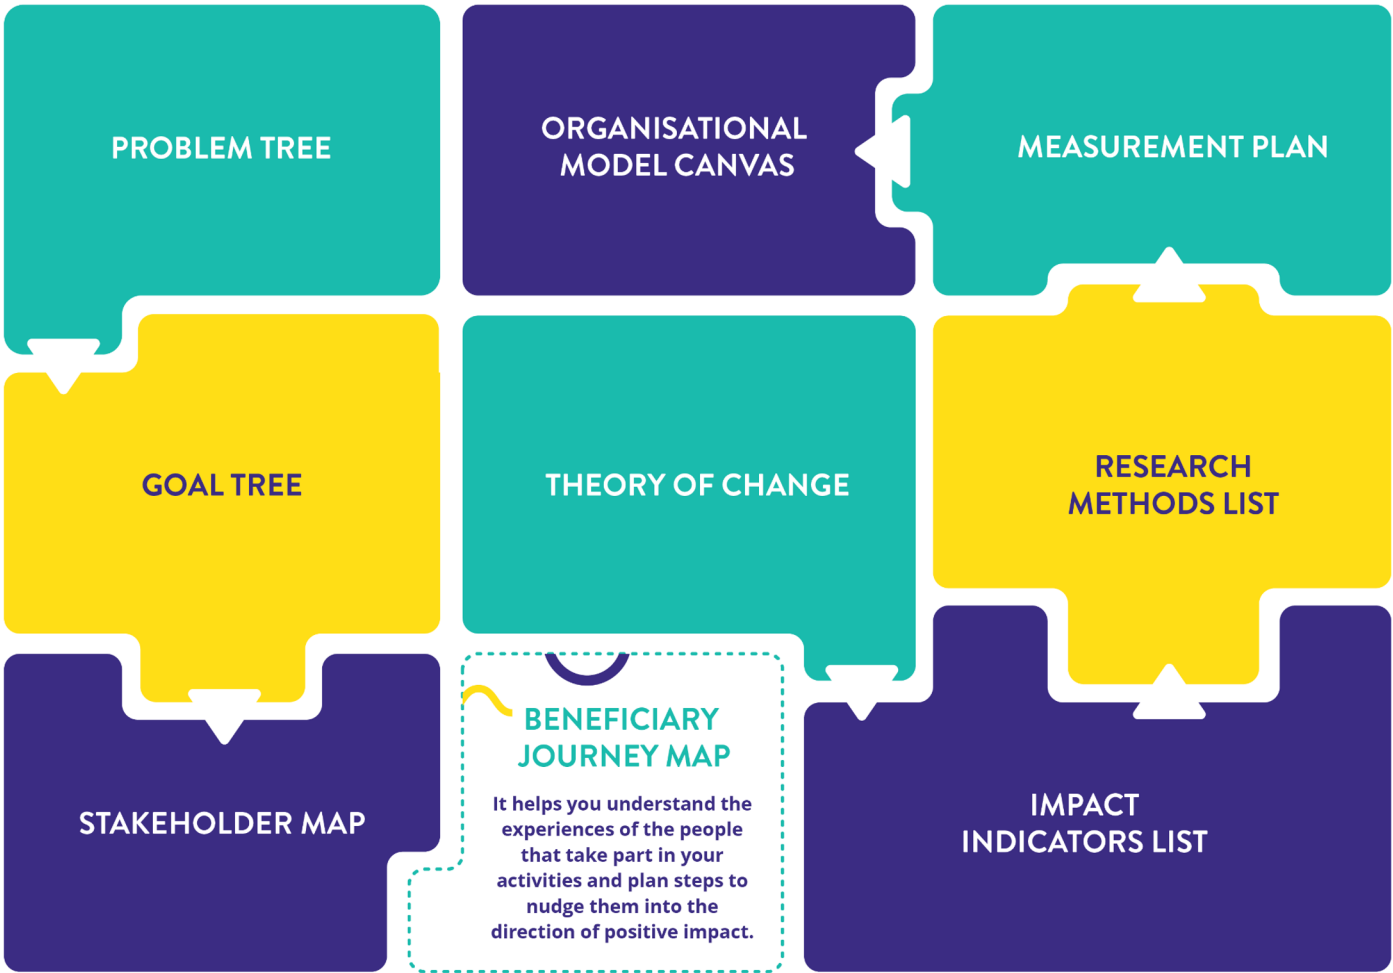 PROBLEM TREE
ORGANISATIONAL
MODEL CANVAS
MEASUREMENT PLAN
GOAL TREE
THEORY OF CHANGE
RESEARCH
METHODS LIST
STAKEHOLDER MAP
BENEFICIARY
JOURNEY MAP
It helps you understand the
experiences of the people
that take part in your
activities and plan steps to
nudge them into the
direction of positive impact.
IMPACT
INDICATORS LIST